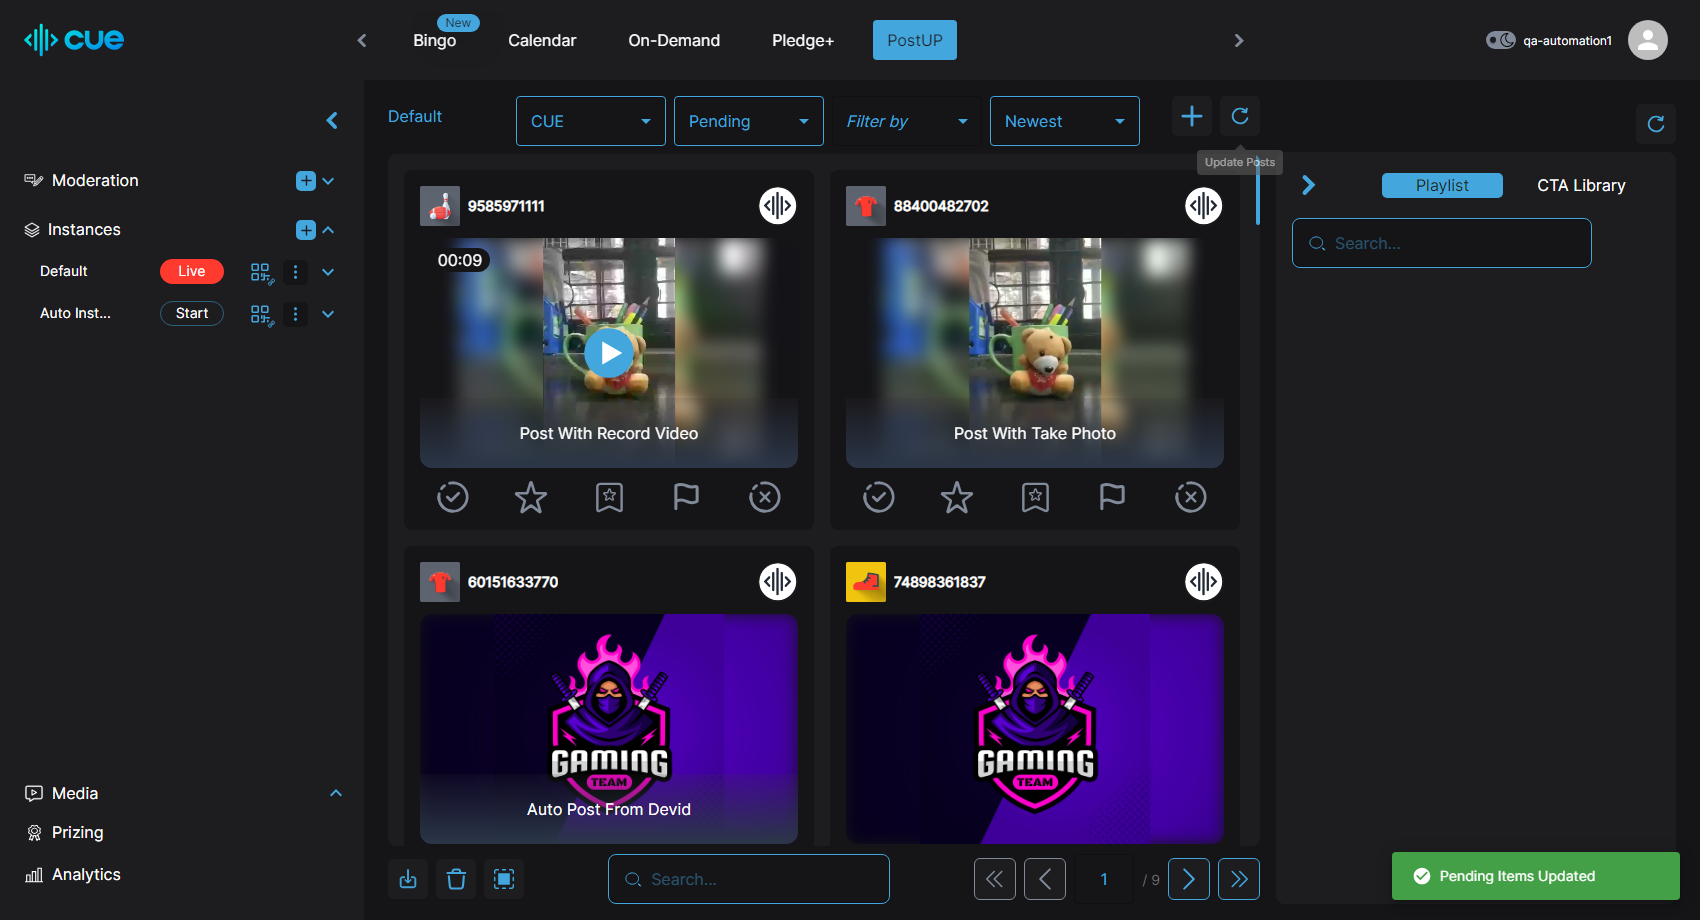 cue
New
Bingo
Calendar
On-Demand
Pledge+
PostUP
qa-automation1
Default
CUE
Pending
Filter by
Newest
Update Posts
Moderation
Instances
Default
Live
Auto Inst...
Start
Media
Prizing
Analytics
9585971111
00:09
Post With Record Video
88400482702
Post With Take Photo
60151633770
GAMING
TEAM
Auto Post From Devid
74898361837
GAMING
TEAM
Search...
1
/ 9
Playlist
CTA Library
Search...
Pending Items Updated